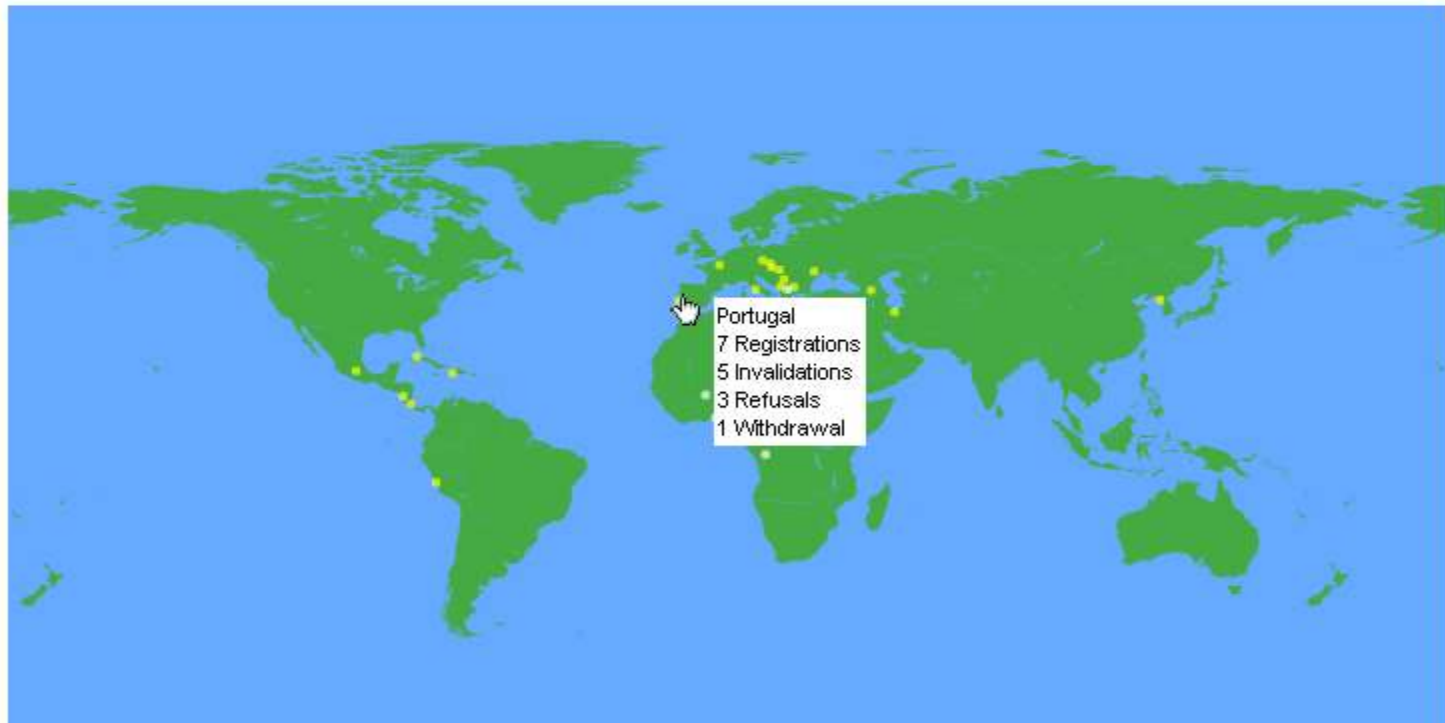 Portugal
7 Registrations
5 Invalidations
3 Refusals
1 Withdrawal